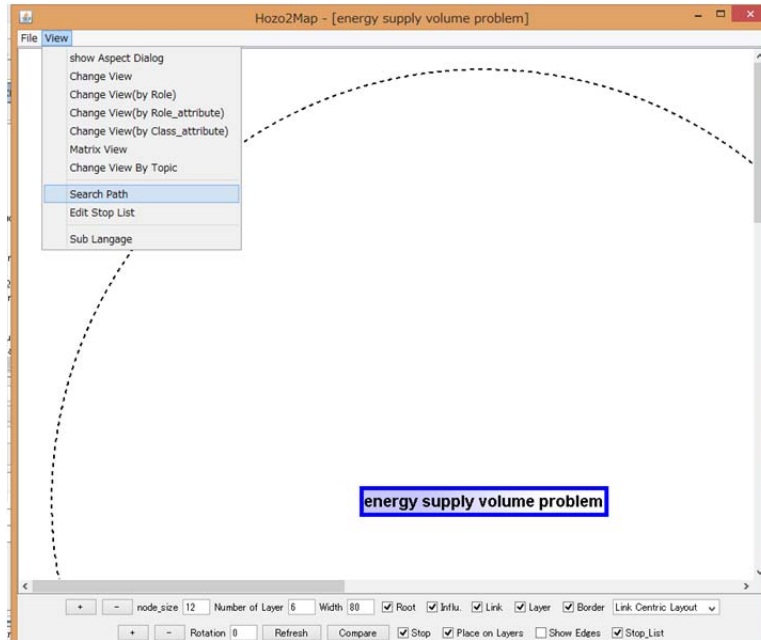 Hozo2Map - [energy supply volume problem]
File View
show Aspect Dialog
Change View
Change View(by Role)
Change View(by Role_attribute)
Change View(by Class_attribute)
Matrix View
Change View By Topic
Search Path
Edit Stop List
Sub Langage
energy supply volume problem
+ - node_size 12 Number of Layer 6 Width 80 Root Influ. Link Layer Border Link Centric Layout
+ - Rotation 0 Refresh Compare Stop Place on Layers Show Edges Stop_List